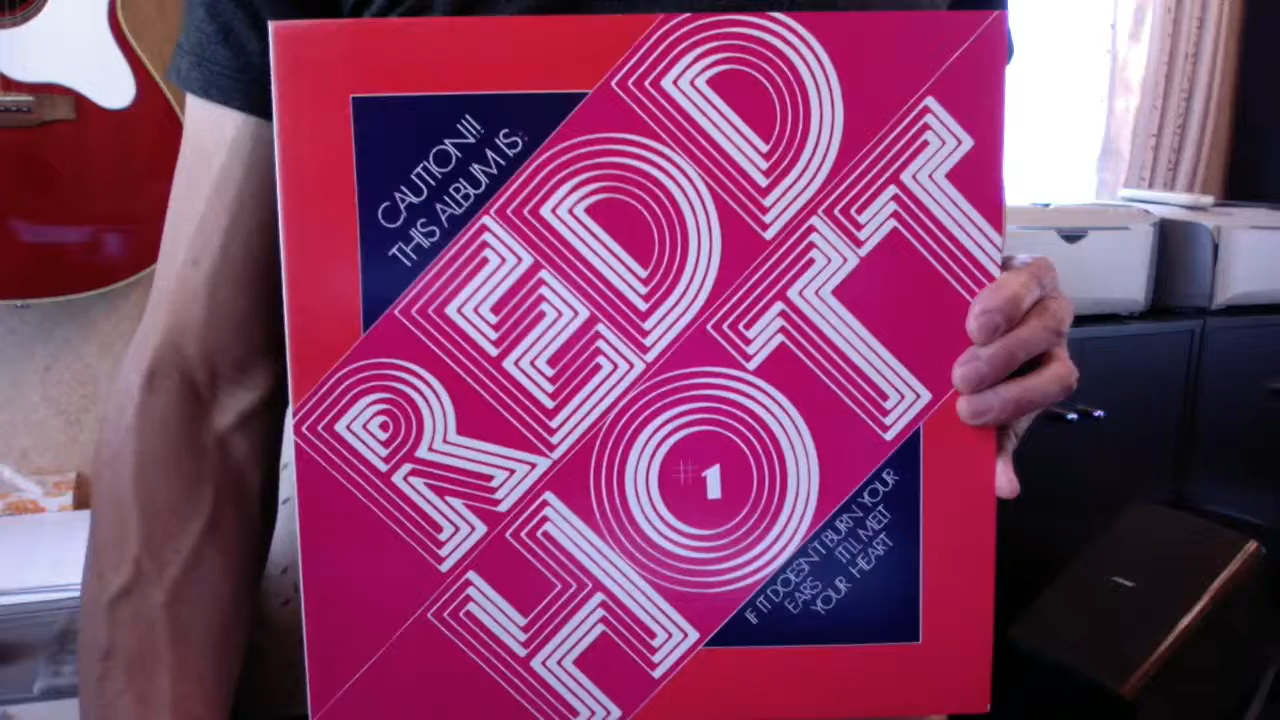 CAUTION!!
THIS ALBUM IS:
REDD
HOTT
#1
IF IT DOESN'T BURN YOUR
EARS IT'LL MELT
YOUR HEART